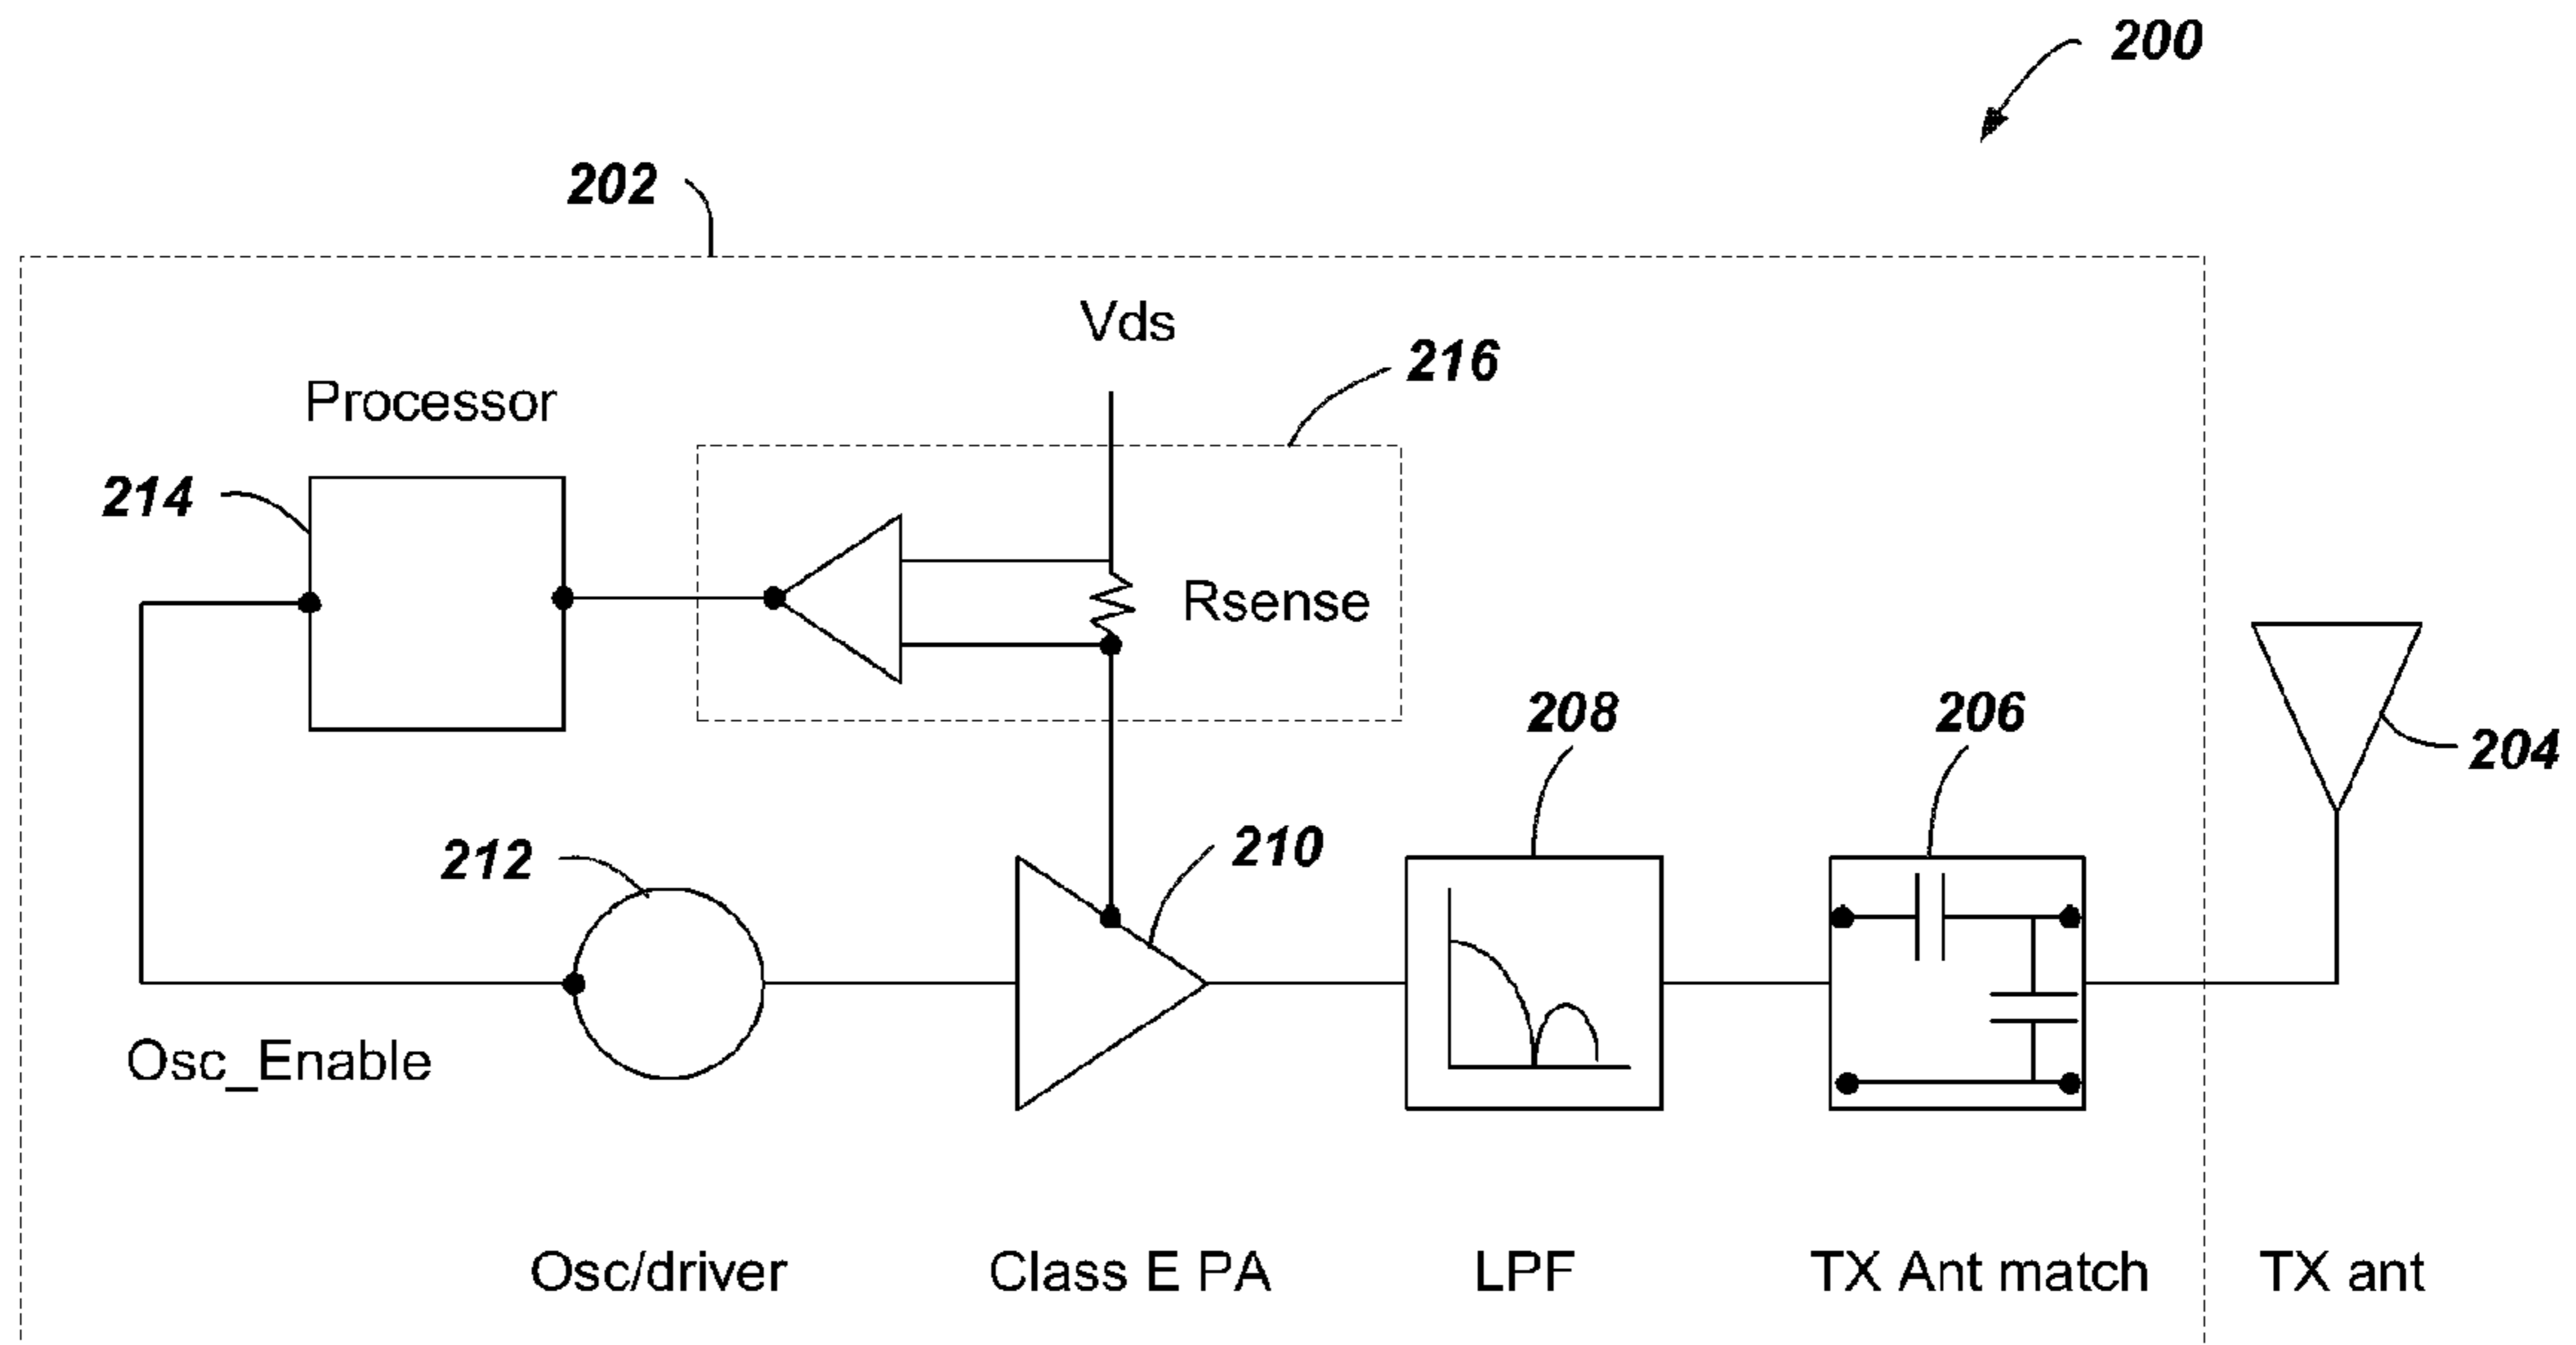 200
202
Vds
216
Processor
214
Rsense
208
206
204
212
210
Osc_Enable
Osc/driver
Class E PA
LPF
TX Ant match
TX ant